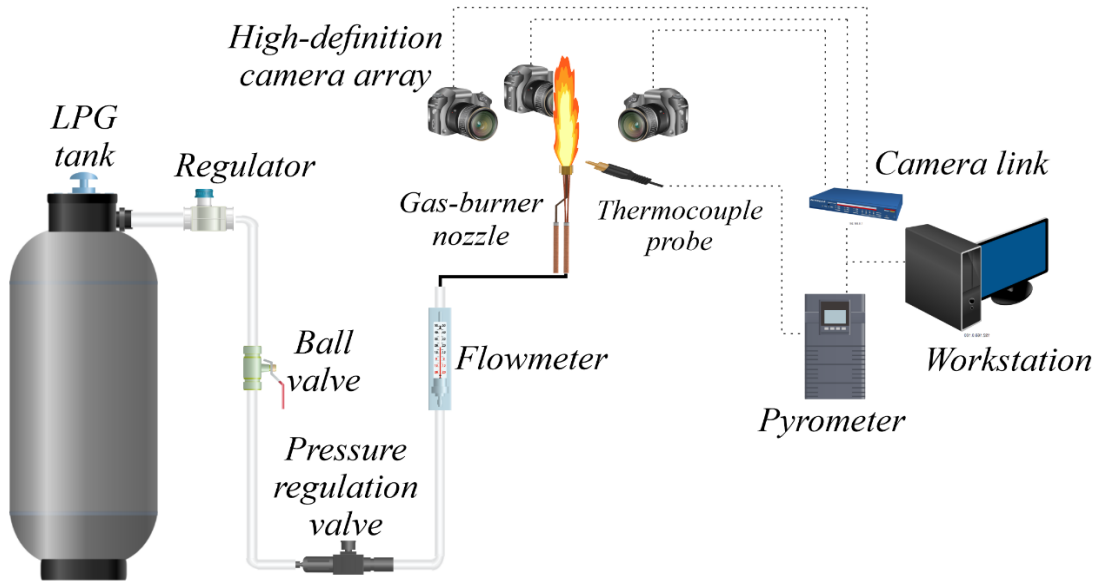 High-definition
camera array
LPG
tank
Regulator
Camera link
Gas-burner
nozzle
Thermocouple
probe
Ball
valve
Flowmeter
Workstation
Pyrometer
Pressure
regulation
valve